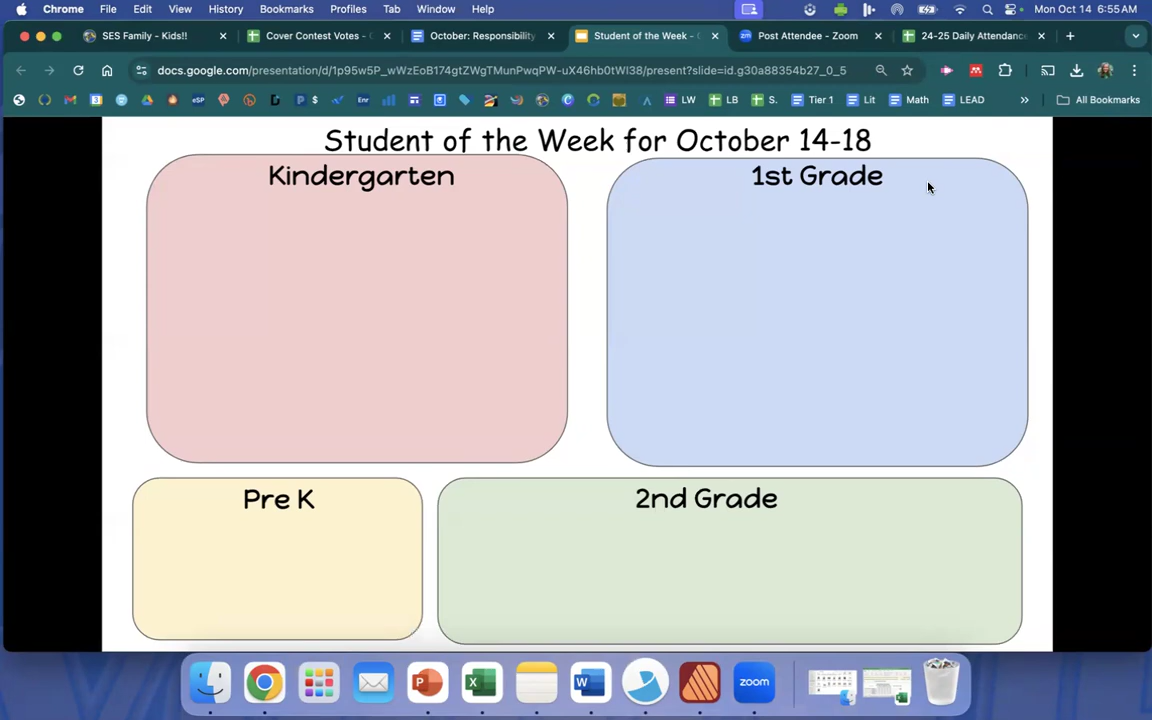 Chrome File Edit View History Bookmarks Profiles Tab Window Help Mon Oct 14 6:55 AM
SES Family - Kids!! Cover Contest Votes - October: Responsibility Student of the Week - Post Attendee - Zoom 24-25 Daily Attendanc
docs.google.com/presentation/d/1p95w5P_wWzEoB174gtZWgTMunPwqPW-uX46hb0tWI38/present?slide=id.g30a88354b27_0_5
eSP $ Enr LW LB S. Tier 1 Lit Math LEAD All Bookmarks
Student of the Week for October 14-18
Kindergarten
1st Grade
Pre K
2nd Grade
zoom